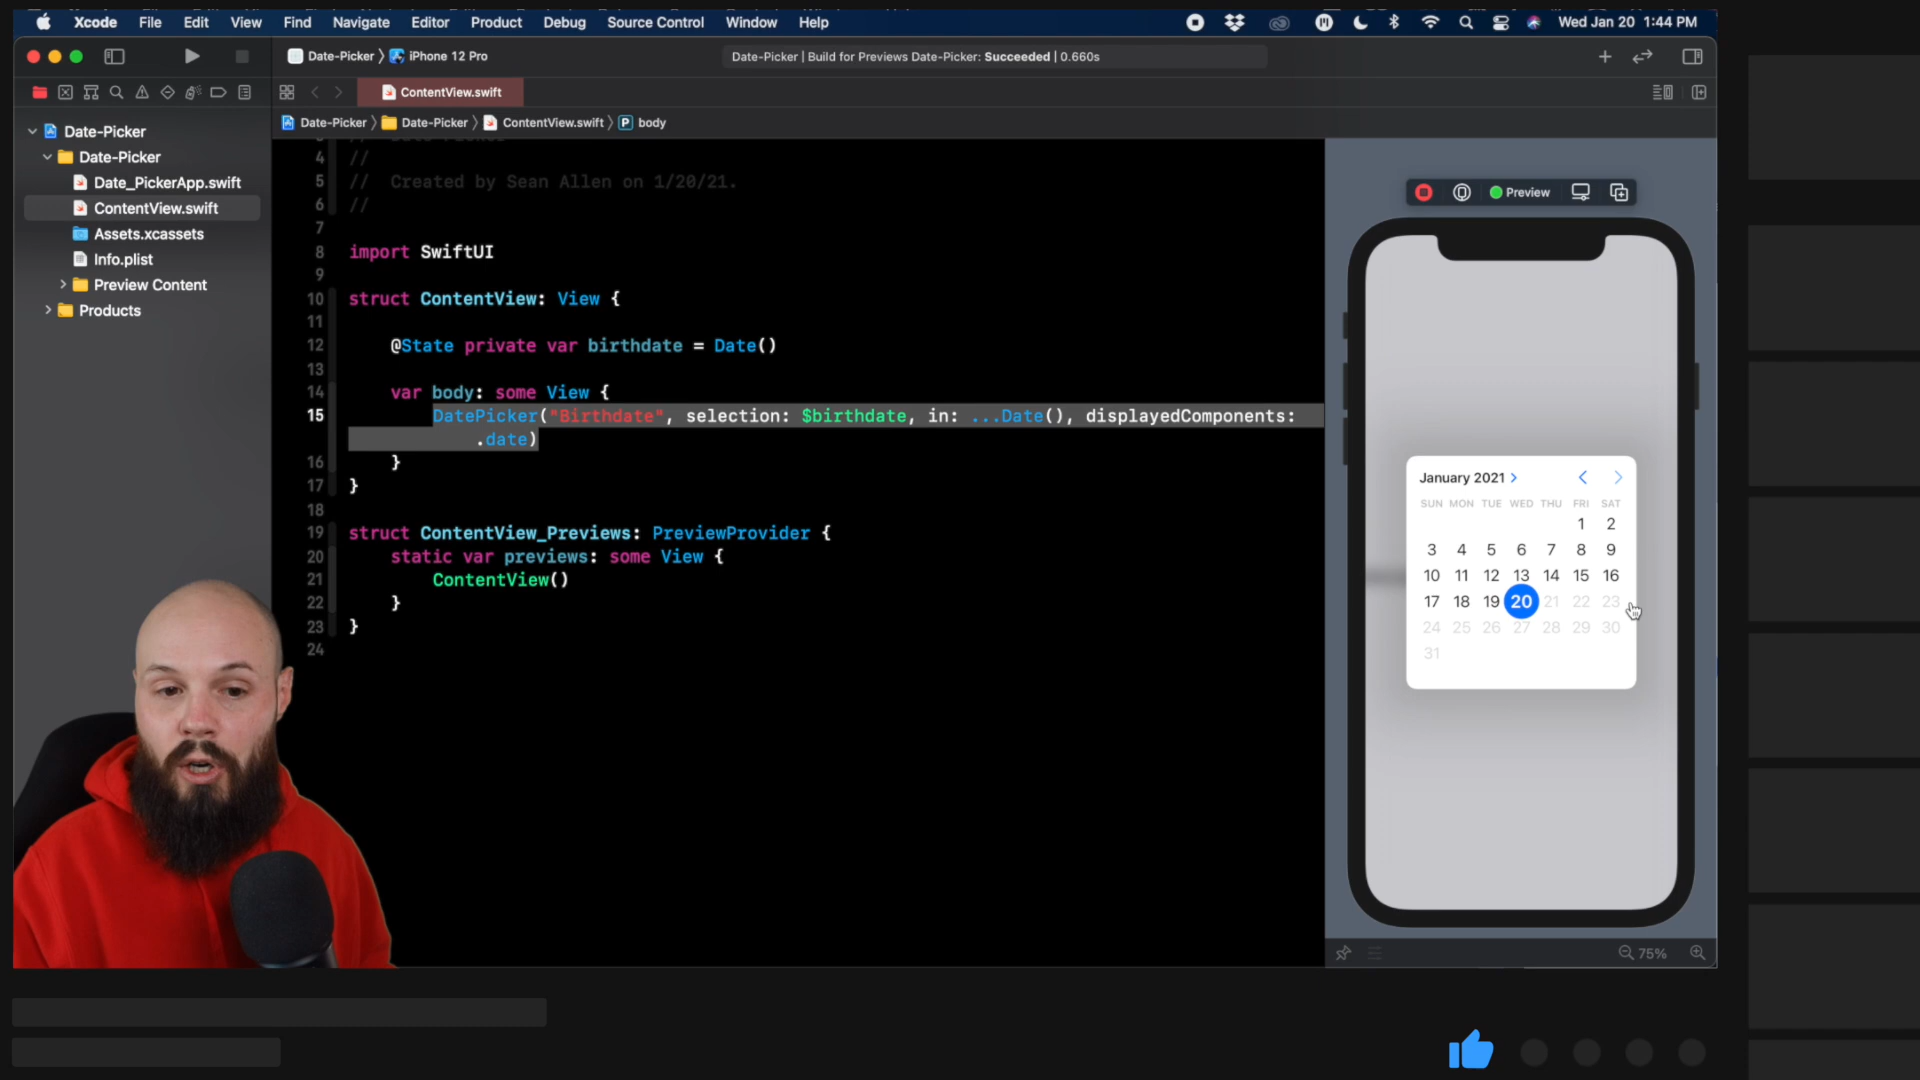 Xcode File Edit View Find Navigate Editor Product Debug Source Control Window Help Wed Jan 20 1:44 PM
Date-Picker iPhone 12 Pro Date-Picker | Build for Previews Date-Picker: Succeeded | 0.660s
ContentView.swift
Date-Picker Date-Picker ContentView.swift P body
Date-Picker
Date-Picker
Date_PickerApp.swift
ContentView.swift
Assets.xcassets
Info.plist
Preview Content
Products
4 //
5 // Created by Sean Allen on 1/20/21.
6 //
7
8 import SwiftUI
9
10 struct ContentView: View {
11
12 @State private var birthdate = Date()
13
14 var body: some View {
15 DatePicker("Birthdate", selection: $birthdate, in: ...Date(), displayedComponents:
.date)
16 }
17 }
18
19 struct ContentView_Previews: PreviewProvider {
20 static var previews: some View {
21 ContentView()
22 }
23 }
24
Preview
January 2021
SUN MON TUE WED THU FRI SAT
1 2
3 4 5 6 7 8 9
10 11 12 13 14 15 16
17 18 19 20 21 22 23
24 25 26 27 28 29 30
31
75%